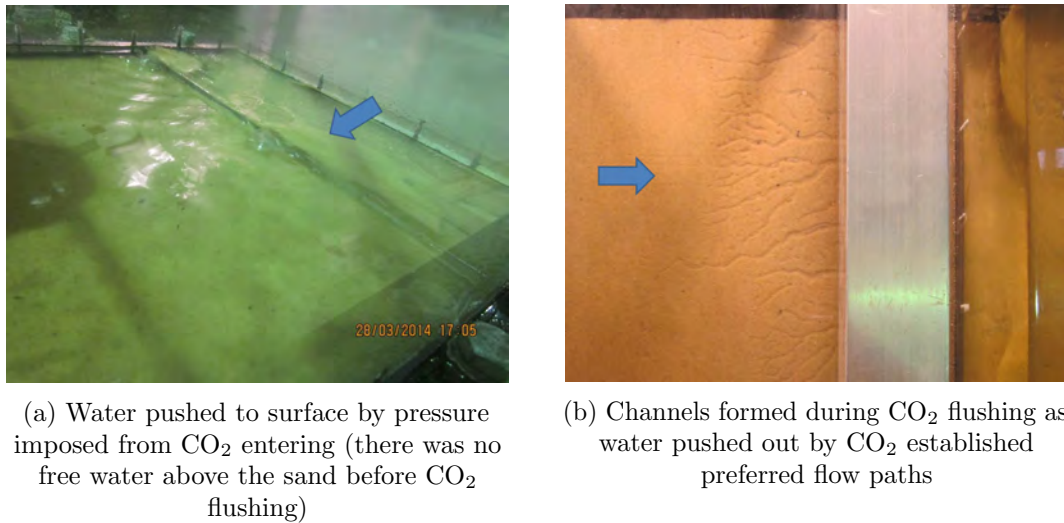 28/03/2014 17:05
(a) Water pushed to surface by pressure
imposed from CO₂ entering (there was no
free water above the sand before CO₂
flushing)
(b) Channels formed during CO₂ flushing as
water pushed out by CO₂ established
preferred flow paths